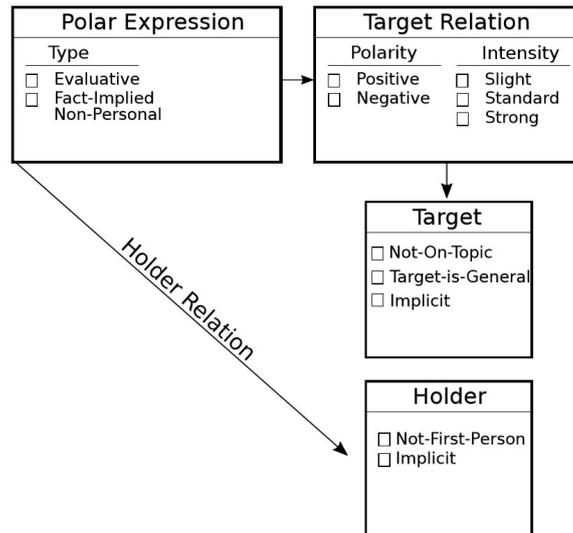 Polar Expression
Type
Evaluative
Fact-Implied
Non-Personal
Target Relation
Polarity
Positive
Negative
Intensity
Slight
Standard
Strong
Target
Not-On-Topic
Target-is-General
Implicit
Holder Relation
Holder
Not-First-Person
Implicit